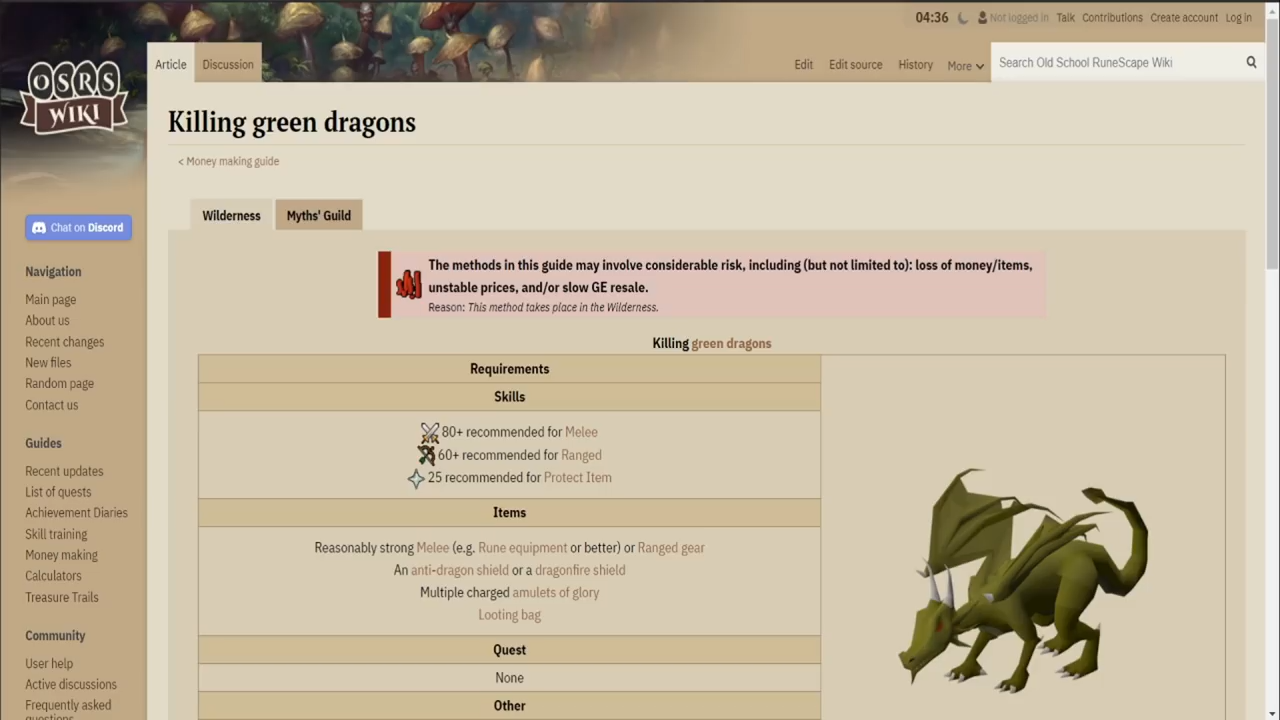 04:36 Not logged in Talk Contributions Create account Log in
OSRS
WIKI
Article Discussion
Edit Edit source History More Search Old School RuneScape Wiki
Killing green dragons
< Money making guide
Wilderness Myths' Guild
Chat on Discord
The methods in this guide may involve considerable risk, including (but not limited to): loss of money/items,
unstable prices, and/or slow GE resale.
Reason: This method takes place in the Wilderness.
Navigation
Main page
About us
Recent changes
New files
Random page
Contact us
Guides
Recent updates
List of quests
Achievement Diaries
Skill training
Money making
Calculators
Treasure Trails
Community
User help
Active discussions
Frequently asked
questions
Killing green dragons
Requirements
Skills
80+ recommended for Melee
60+ recommended for Ranged
25 recommended for Protect Item
Items
Reasonably strong Melee (e.g. Rune equipment or better) or Ranged gear
An anti-dragon shield or a dragonfire shield
Multiple charged amulets of glory
Looting bag
Quest
None
Other